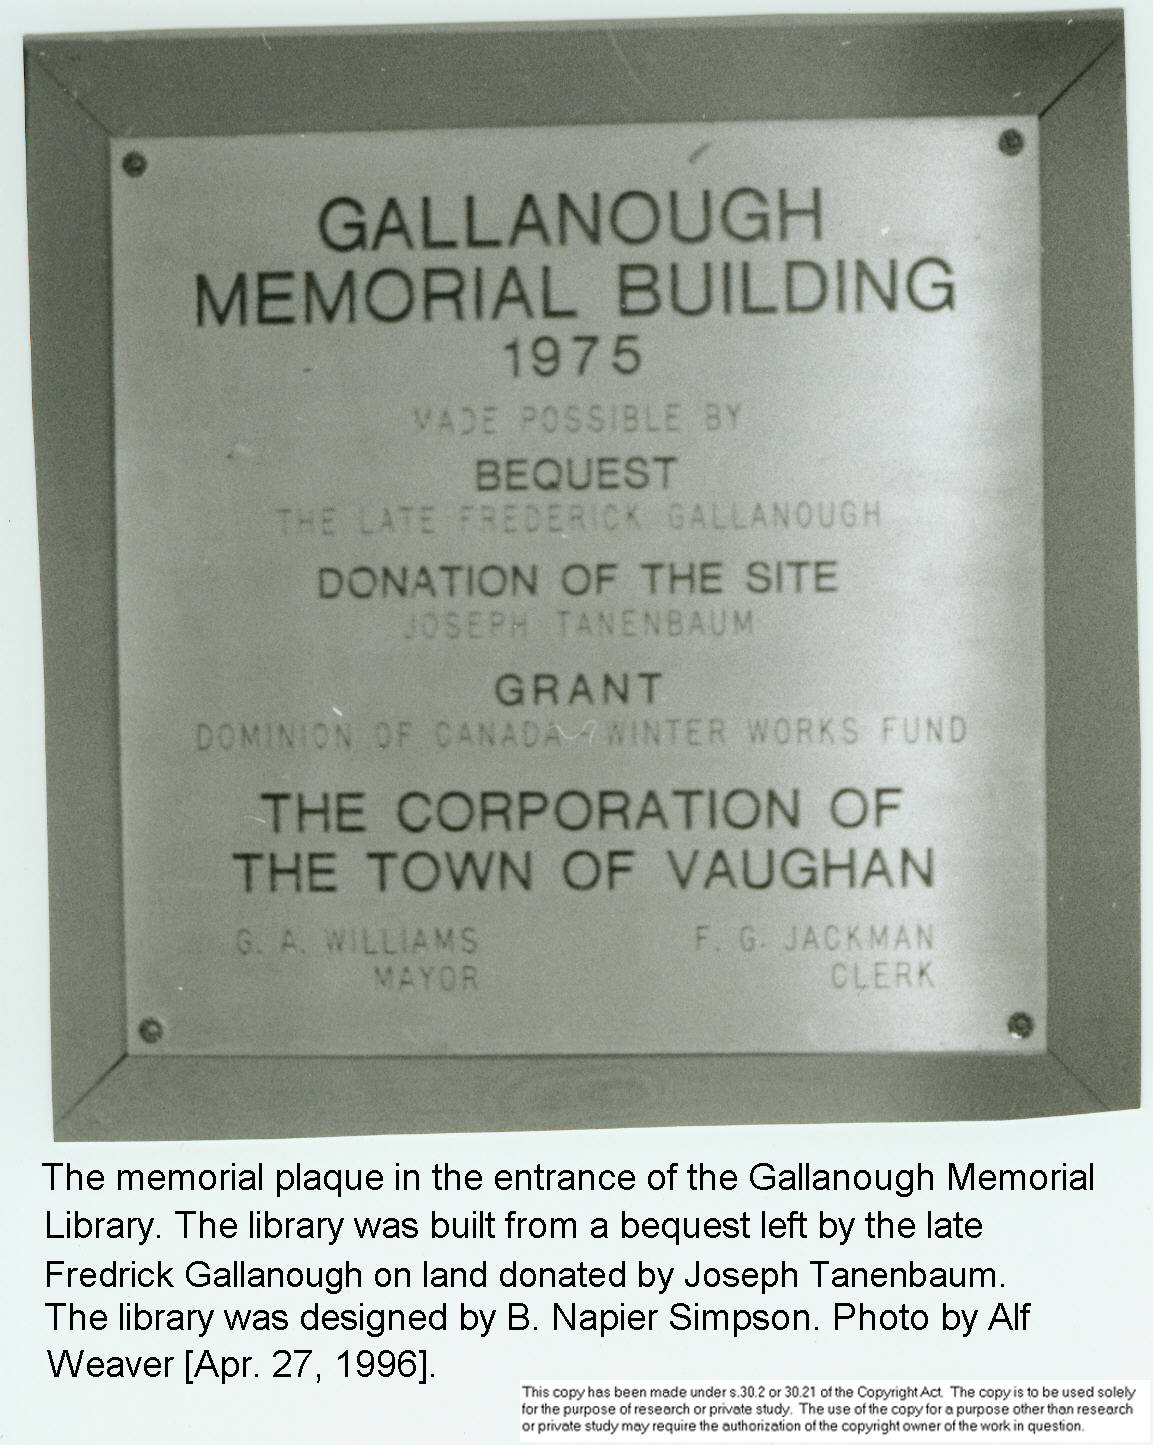 GALLANOUGH
MEMORIAL BUILDING
1975
MADE POSSIBLE BY
BEQUEST
THE LATE FREDERICK GALLANOUGH
DONATION OF THE SITE
JOSEPH TANENBAUM
GRANT
DOMINION OF CANADA - WINTER WORKS FUND
THE CORPORATION OF
THE TOWN OF VAUGHAN
G. A. WILLIAMS F. G. JACKMAN
MAYOR CLERK
The memorial plaque in the entrance of the Gallanough Memorial
Library. The library was built from a bequest left by the late
Fredrick Gallanough on land donated by Joseph Tanenbaum.
The library was designed by B. Napier Simpson. Photo by Alf
Weaver [Apr. 27, 1996].
This copy has been made under s.30.2 or 30.21 of the Copyright Act. The copy is to be used solely
for the purpose of research or private study. The use of the copy for a purpose other than research
or private study may require the authorization of the copyright owner of the work in question.